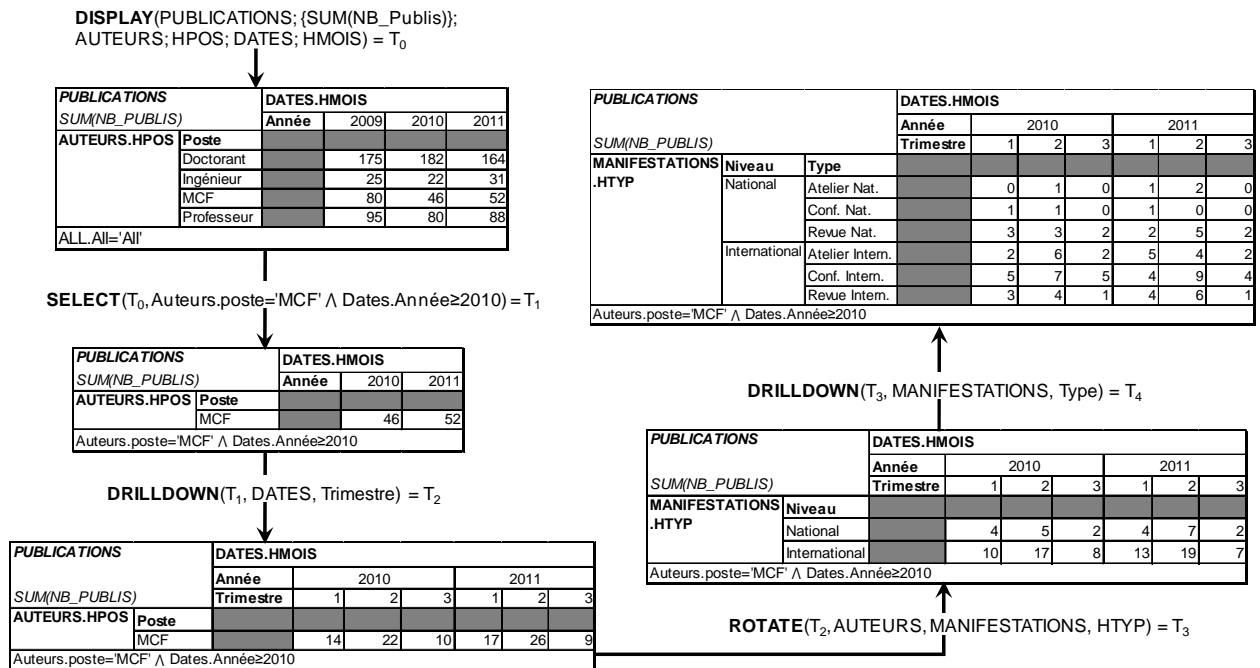 DISPLAY(PUBLICATIONS; {SUM(NB_Publis)};
AUTEURS; HPOS; DATES; HMOIS) = T0
PUBLICATIONS DATES.HMOIS
SUM(NB_PUBLIS) Année 2009 2010 2011
AUTEURS.HPOS Poste
Doctorant 175 182 164
Ingénieur 25 22 31
MCF 80 46 52
Professeur 95 80 88
ALL.All='All'
SELECT(T0, Auteurs.poste='MCF' ∧ Dates.Année≥2010) = T1
PUBLICATIONS DATES.HMOIS
SUM(NB_PUBLIS) Année 2010 2011
AUTEURS.HPOS Poste
MCF 46 52
Auteurs.poste='MCF' ∧ Dates.Année≥2010
DRILLDOWN(T1, DATES, Trimestre) = T2
PUBLICATIONS DATES.HMOIS
Année 2010 2011
SUM(NB_PUBLIS) Trimestre 1 2 3 1 2 3
AUTEURS.HPOS Poste
MCF 14 22 10 17 26 9
Auteurs.poste='MCF' ∧ Dates.Année≥2010
ROTATE(T2, AUTEURS, MANIFESTATIONS, HTYP) = T3
PUBLICATIONS DATES.HMOIS
Année 2010 2011
SUM(NB_PUBLIS) Trimestre 1 2 3 1 2 3
MANIFESTATIONS Niveau
.HTYP
National 4 5 2 4 7 2
International 10 17 8 13 19 7
Auteurs.poste='MCF' ∧ Dates.Année≥2010
DRILLDOWN(T3, MANIFESTATIONS, Type) = T4
PUBLICATIONS DATES.HMOIS
Année 2010 2011
SUM(NB_PUBLIS) Trimestre 1 2 3 1 2 3
MANIFESTATIONS Niveau Type
.HTYP National Atelier Nat. 0 1 0 1 2 0
Conf. Nat. 1 1 0 1 0 0
Revue Nat. 3 3 2 2 5 2
International Atelier Intern. 2 6 2 5 4 2
Conf. Intern. 5 7 5 4 9 4
Revue Intern. 3 4 1 4 6 1
Auteurs.poste='MCF' ∧ Dates.Année≥2010